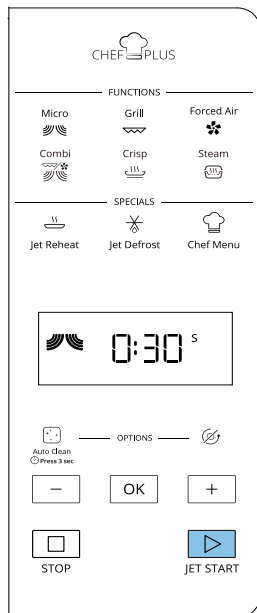 CHEF PLUS
FUNCTIONS
Micro Grill Forced Air
Combi Crisp Steam
SPECIALS
Jet Reheat Jet Defrost Chef Menu
0:30 S
OPTIONS
Auto Clean
Press 3 sec
− OK +
STOP JET START